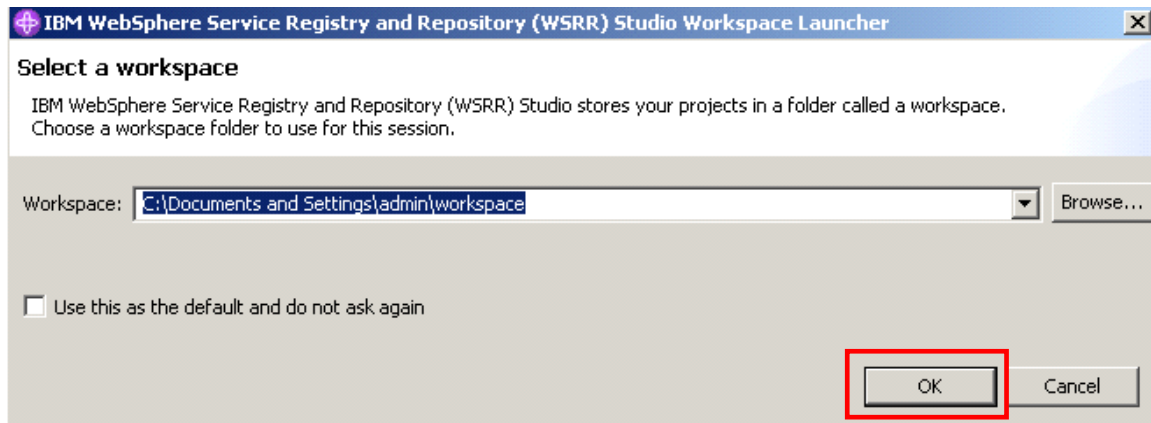 IBM WebSphere Service Registry and Repository (WSRR) Studio Workspace Launcher
Select a workspace
IBM WebSphere Service Registry and Repository (WSRR) Studio stores your projects in a folder called a workspace.
Choose a workspace folder to use for this session.
Workspace: C:\Documents and Settings\admin\workspace Browse...
Use this as the default and do not ask again
OK Cancel